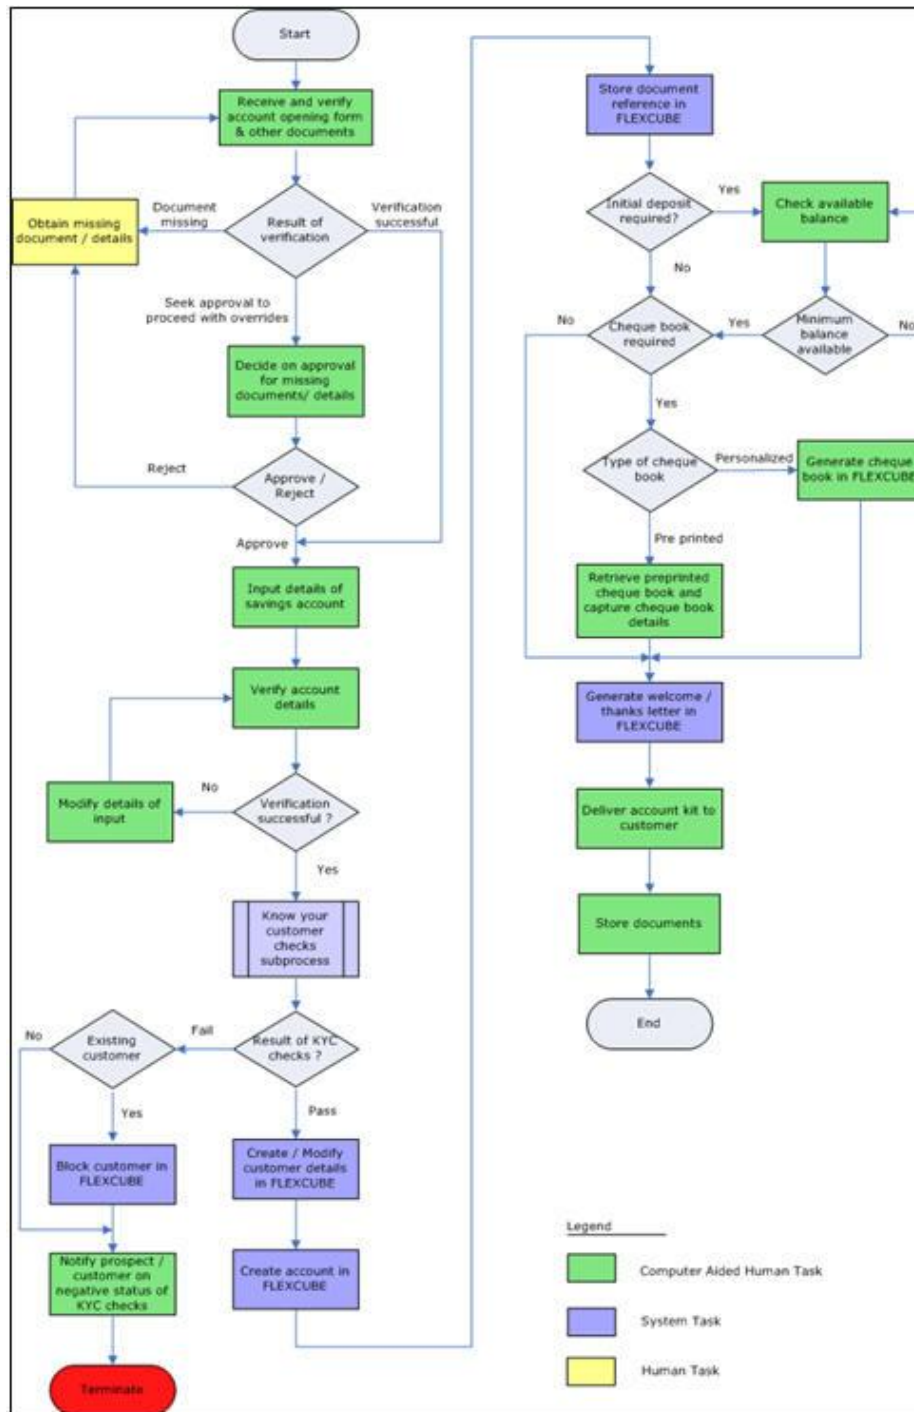 Start
Receive and verify
account opening form
& other documents
Obtain missing
document / details
Document
missing
Result of
verification
Verification
successful
Seek approval to
proceed with overrides
Decide on approval
for missing
documents/ details
Reject
Approve /
Reject
Approve
Input details of
savings account
Verify account
details
Modify details of
input
No
Verification
successful ?
Yes
Know your
customer
checks
subprocess
No
Existing
customer
Fail
Result of KYC
checks ?
Yes
Pass
Block customer in
FLEXCUBE
Create / Modify
customer details
in FLEXCUBE
Notify prospect /
customer on
negative status of
KYC checks
Create account in
FLEXCUBE
Terminate
Store document
reference in
FLEXCUBE
Initial deposit
required?
Yes
Check available
balance
No
No
Cheque book
required
Yes
Minimum
balance
available
No
Yes
Type of cheque
book
Personalized
Generate cheque
book in FLEXCUBE
Pre printed
Retrieve preprinted
cheque book and
capture cheque book
details
Generate welcome /
thanks letter in
FLEXCUBE
Deliver account kit to
customer
Store documents
End
Legend
Computer Aided Human Task
System Task
Human Task